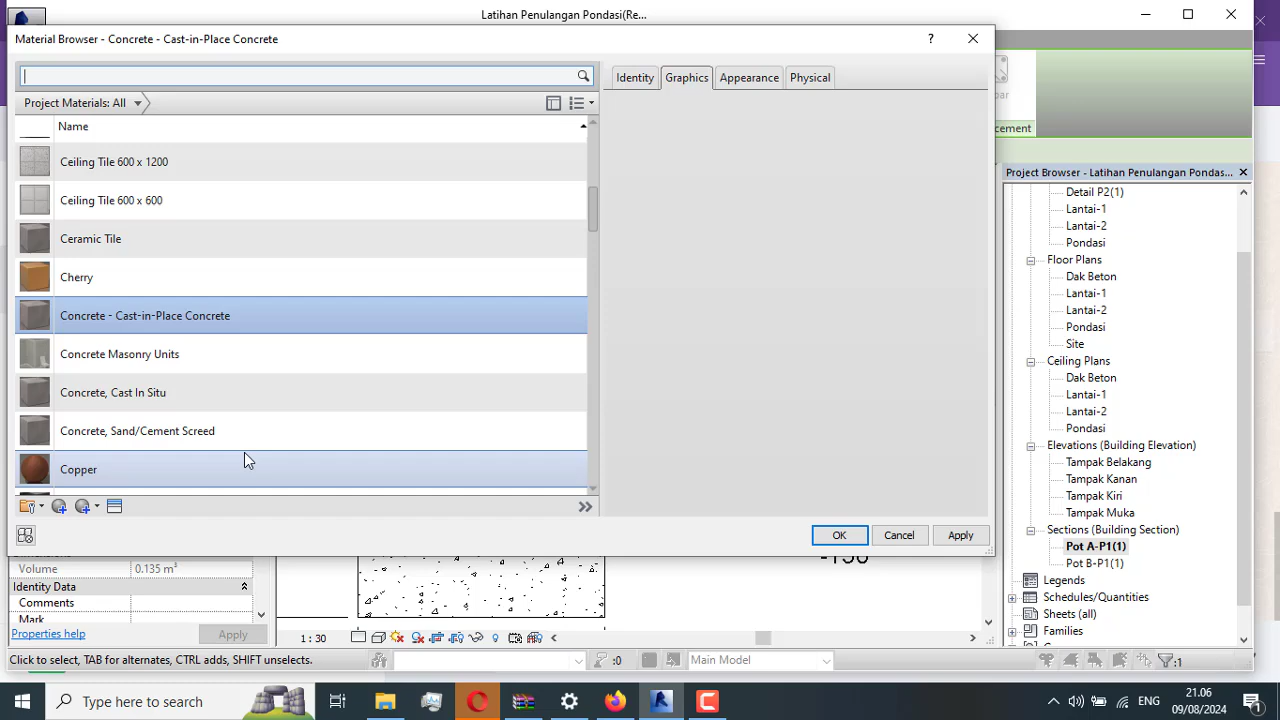 Latihan Penulangan Pondasi(Re...
Material Browser - Concrete - Cast-in-Place Concrete
?
Project Materials: All
Identity
Graphics
Appearance
Physical
Name
Ceiling Tile 600 x 1200
Ceiling Tile 600 x 600
Ceramic Tile
Cherry
Concrete - Cast-in-Place Concrete
Concrete Masonry Units
Concrete, Cast In Situ
Concrete, Sand/Cement Screed
Copper
OK
Cancel
Apply
Project Browser - Latihan Penulangan Pondas...
Detail P2(1)
Lantai-1
Lantai-2
Pondasi
Floor Plans
Dak Beton
Lantai-1
Lantai-2
Pondasi
Site
Ceiling Plans
Dak Beton
Lantai-1
Lantai-2
Pondasi
Elevations (Building Elevation)
Tampak Belakang
Tampak Kanan
Tampak Kiri
Tampak Muka
Sections (Building Section)
Pot A-P1(1)
Pot B-P1(1)
Legends
Schedules/Quantities
Sheets (all)
Families
Volume 0.135 m³
Identity Data
Comments
Mark
Properties help
Apply
-150
Click to select, TAB for alternates, CTRL adds, SHIFT unselects.
:0
Main Model
:1
Type here to search
ENG
21.06
09/08/2024
1